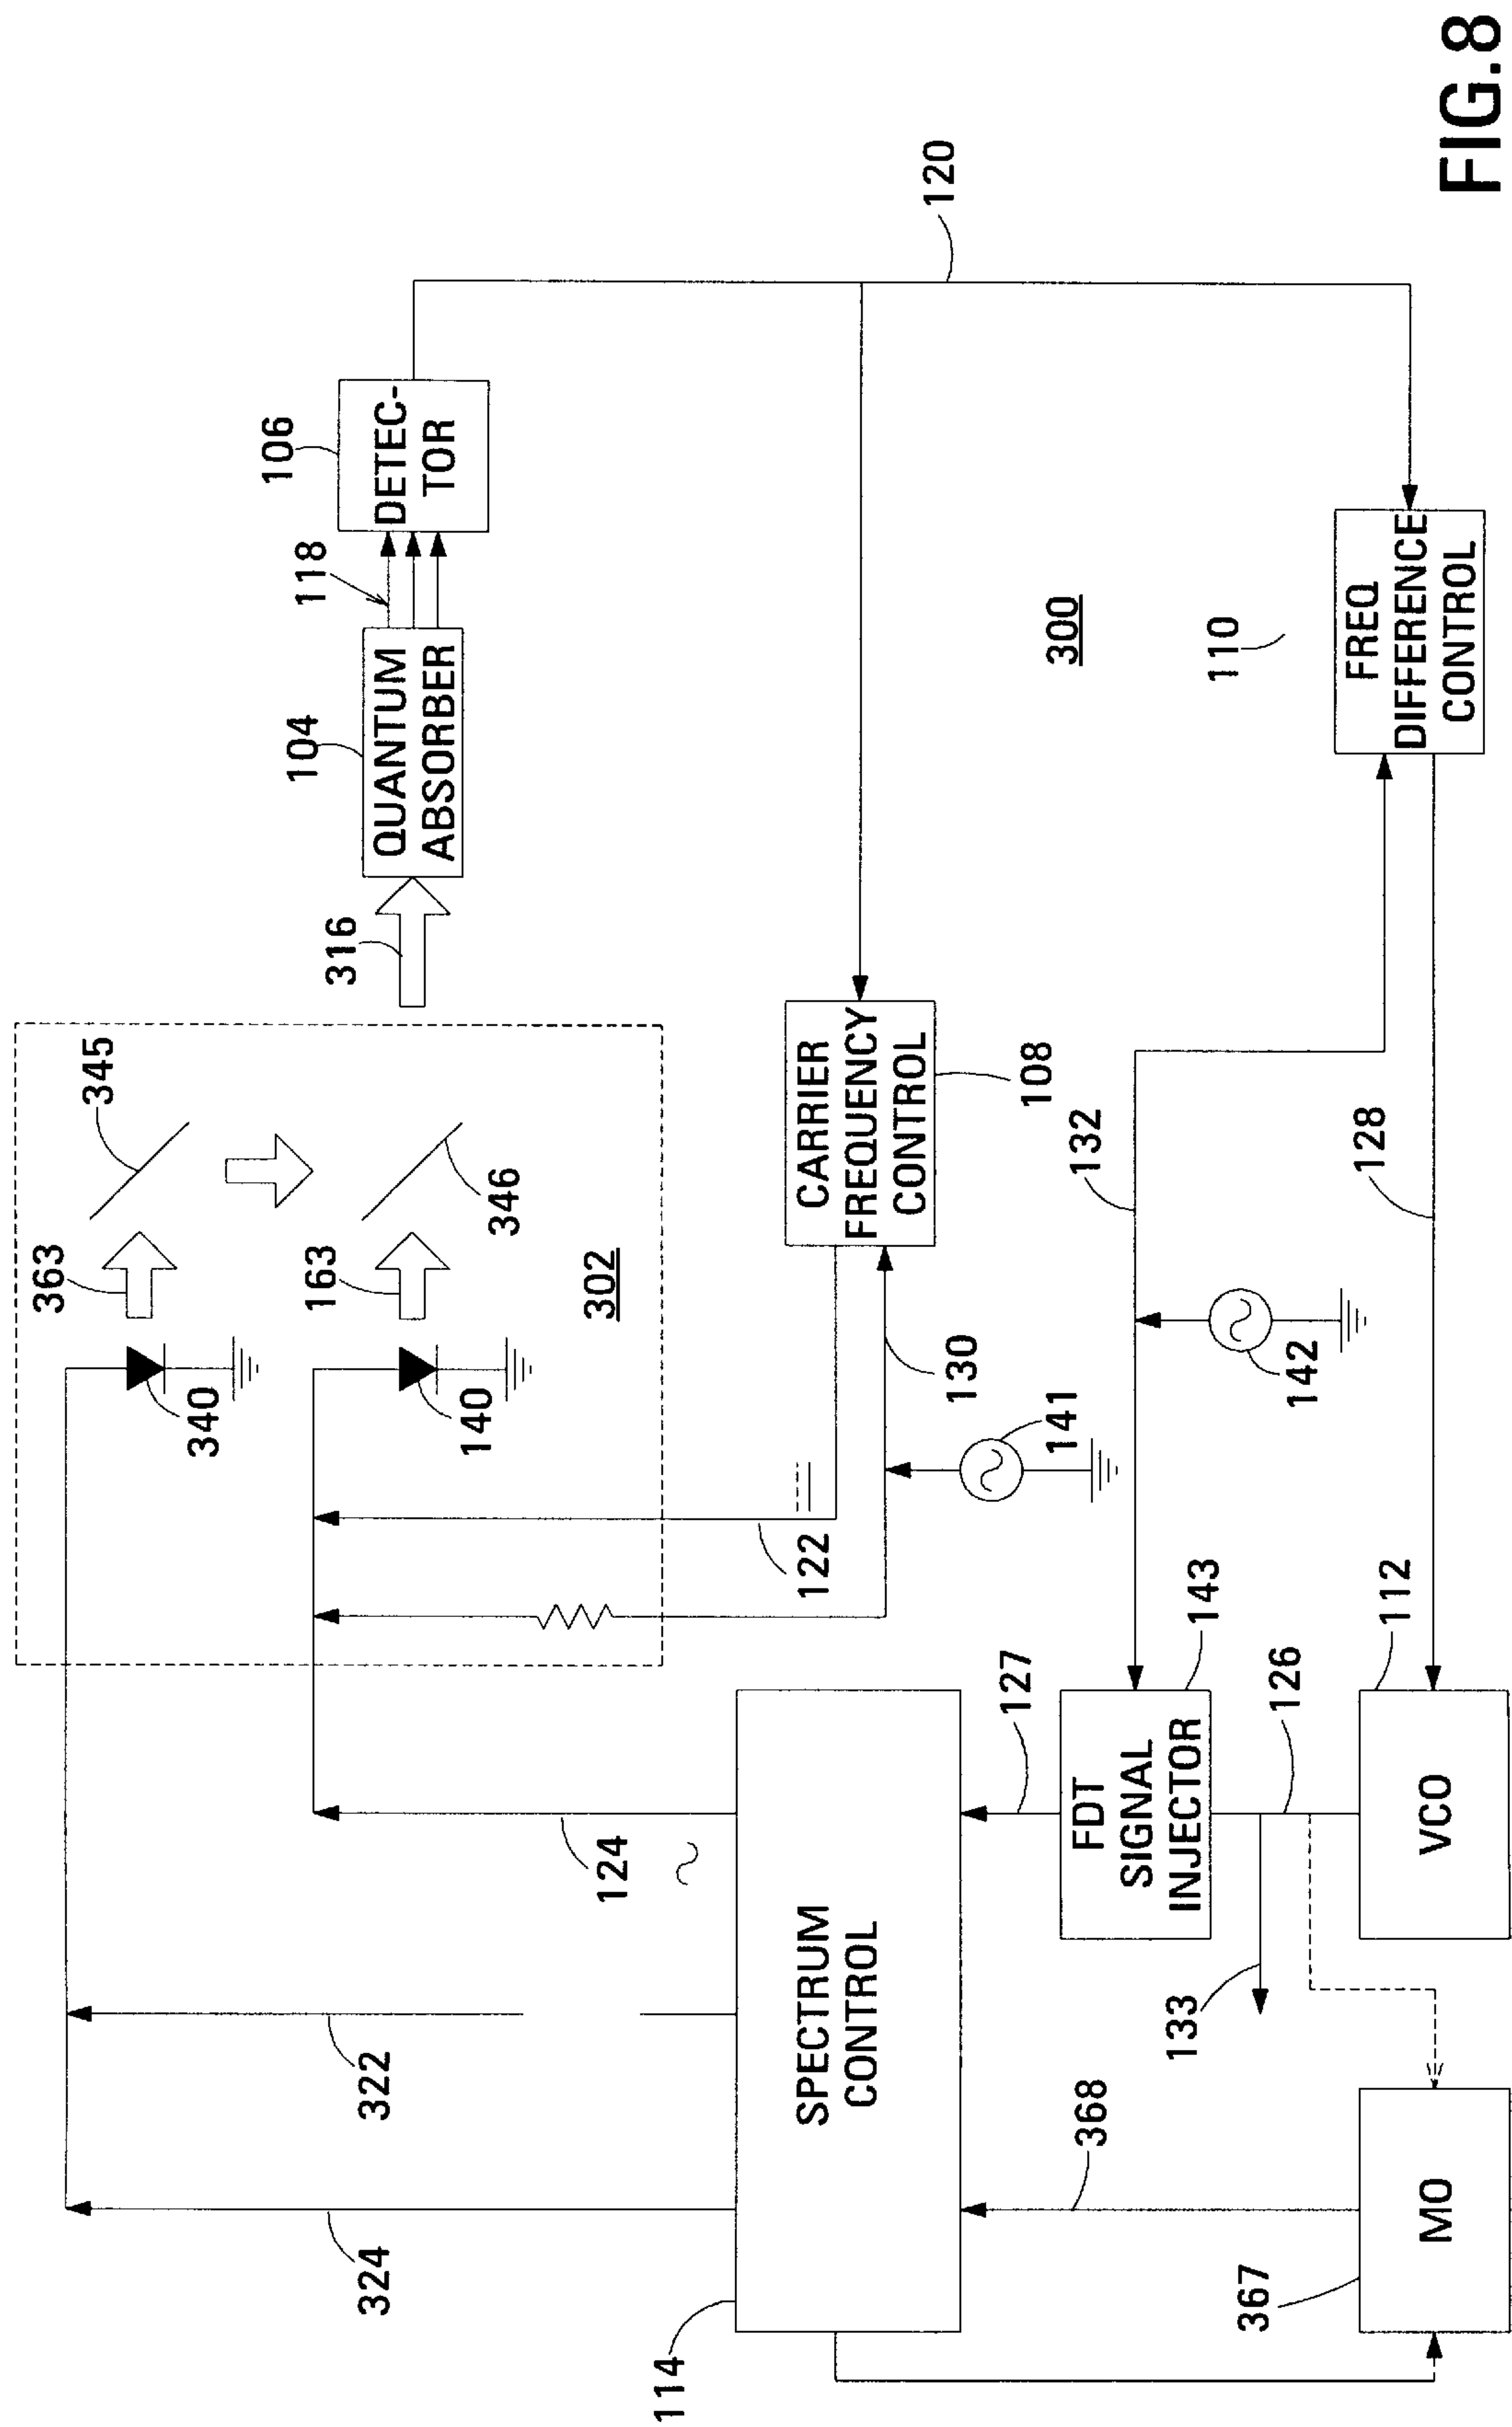 363
345
340
163
346
140
302
316
104
QUANTUM
ABSORBER
118
106
DETEC-
TOR
120
324
322
124
122
130
141
CARRIER
FREQUENCY
CONTROL
108
300
114
SPECTRUM
CONTROL
127
132
142
110
FREQ
DIFFERENCE
CONTROL
368
133
FDT
SIGNAL
INJECTOR
143
126
112
128
367
MO
VCO
FIG.8